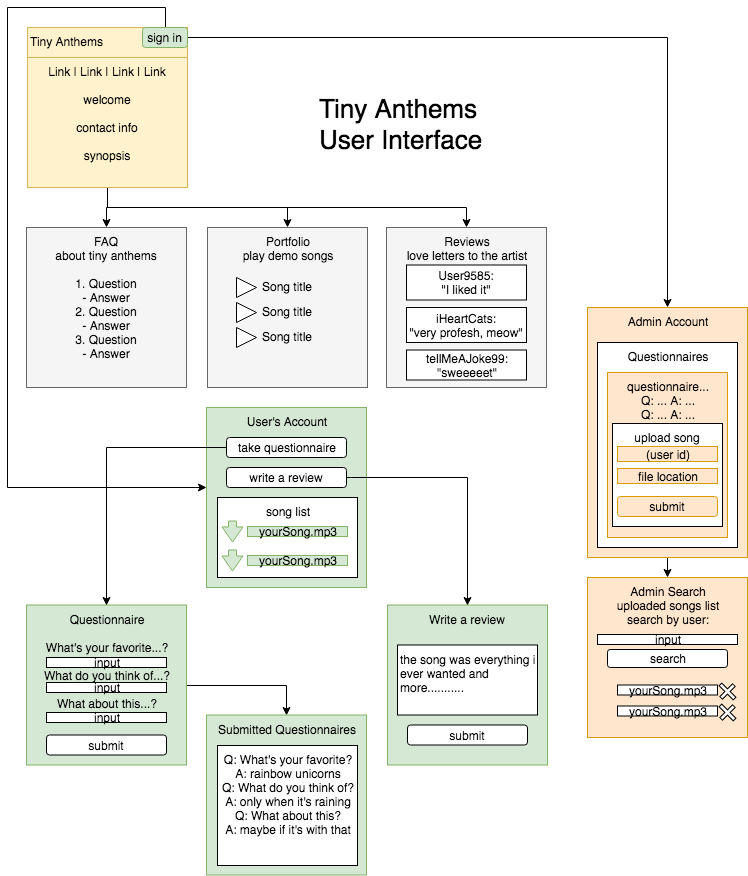 Tiny Anthems
sign in
Link | Link | Link | Link
welcome
contact info
synopsis
Tiny Anthems
User Interface
FAQ
about tiny anthems
1. Question
- Answer
2. Question
- Answer
3. Question
- Answer
Portfolio
play demo songs
Song title
Song title
Song title
Reviews
love letters to the artist
User9585:
"I liked it"
iHeartCats:
"very profesh, meow"
tellMeAJoke99:
"sweeeeet"
Admin Account
Questionnaires
questionnaire...
Q: ... A: ...
Q: ... A: ...
upload song
(user id)
file location
submit
User's Account
take questionnaire
write a review
song list
yourSong.mp3
yourSong.mp3
Questionnaire
What's your favorite...?
input
What do you think of...?
input
What about this...?
input
submit
Write a review
the song was everything i
ever wanted and
more...........
submit
Admin Search
uploaded songs list
search by user:
input
search
yourSong.mp3
yourSong.mp3
Submitted Questionnaires
Q: What's your favorite?
A: rainbow unicorns
Q: What do you think of?
A: only when it's raining
Q: What about this?
A: maybe if it's with that